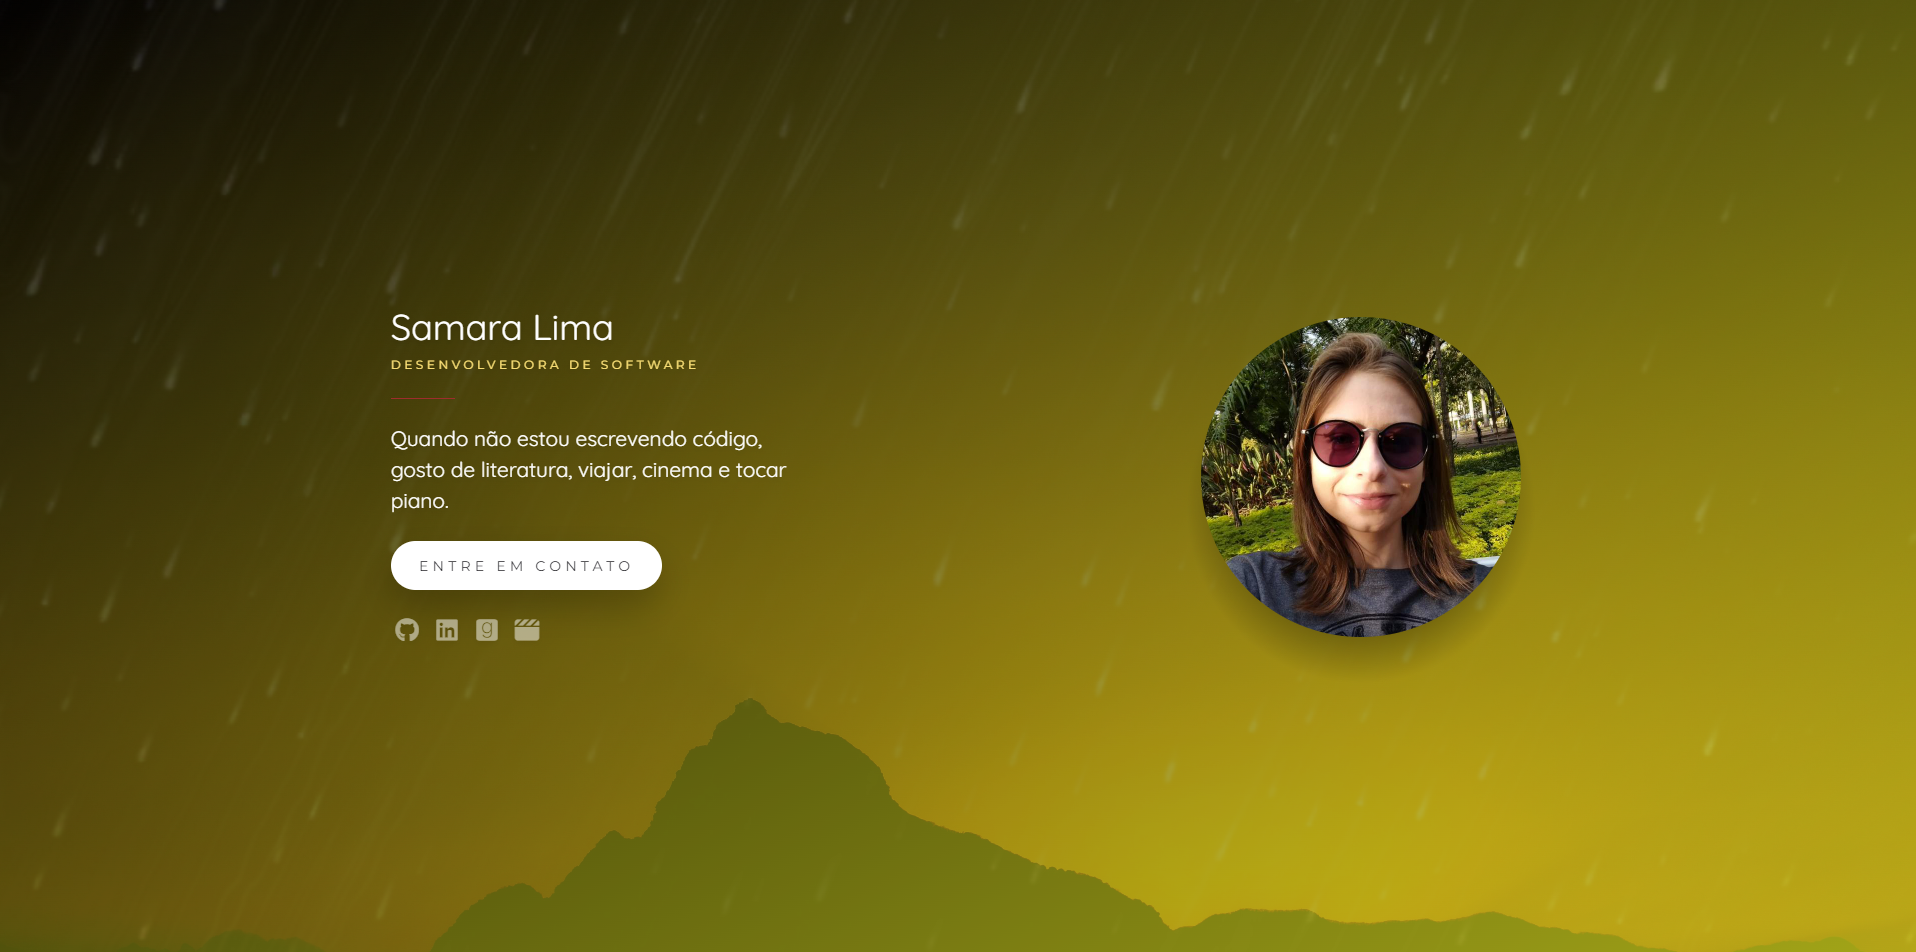 Samara Lima
DESENVOLVEDORA DE SOFTWARE
Quando não estou escrevendo código,
gosto de literatura, viajar, cinema e tocar
piano.
ENTRE EM CONTATO